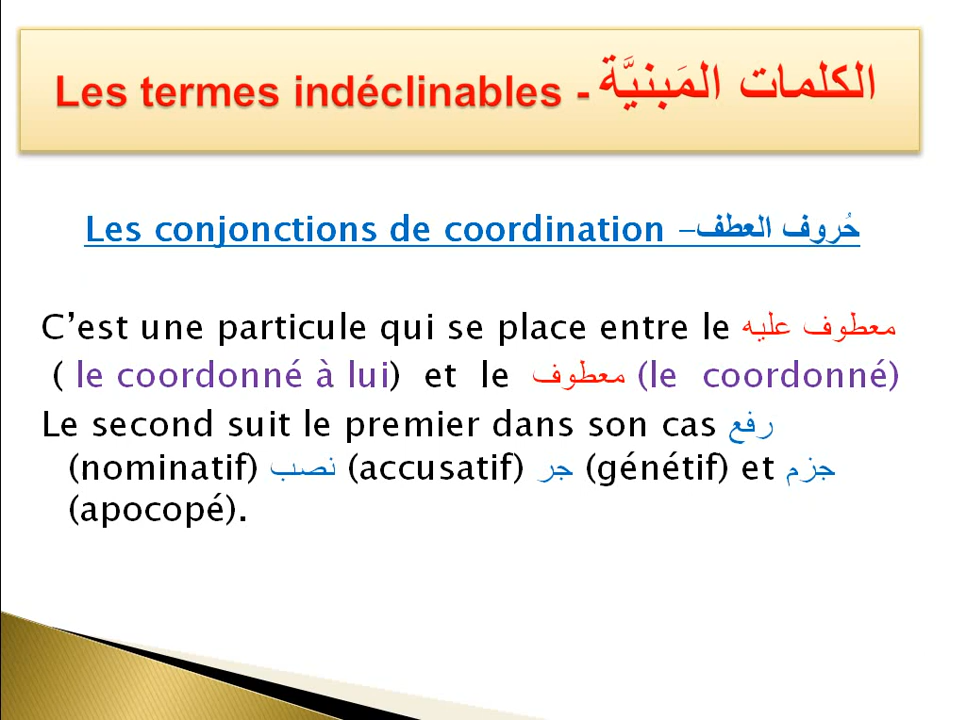 Les termes indéclinables - الكلمات المَبنيَّة
Les conjonctions de coordination -حُروف العطف
C’est une particule qui se place entre le معطوف عليه
( le coordonné à lui) et le معطوف (le coordonné)
Le second suit le premier dans son cas رفع
(nominatif) نصب (accusatif) جر (génétif) et جزم
(apocopé).